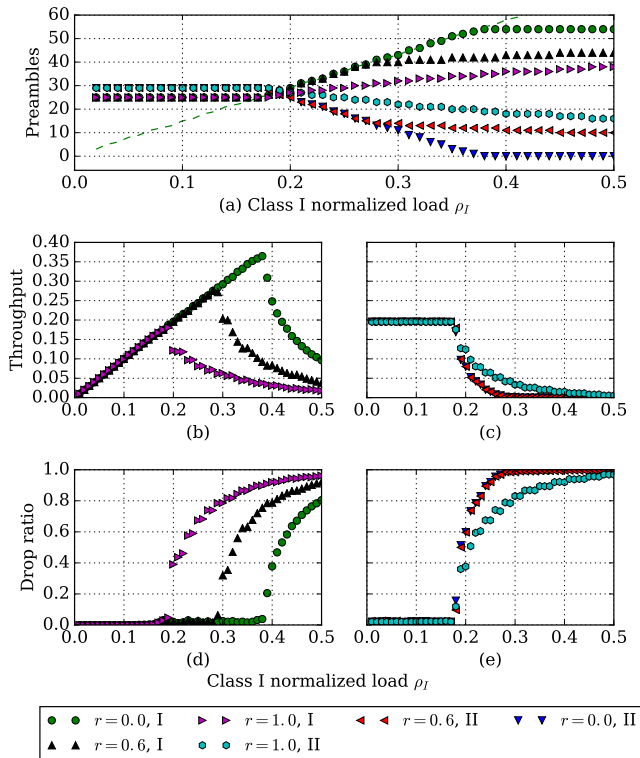 60
50
40
30
20
10
0
Preambles
0.0 0.1 0.2 0.3 0.4 0.5
(a) Class I normalized load ρ_I
0.40
0.35
0.30
0.25
0.20
0.15
0.10
0.05
0.00
Throughput
0.0 0.1 0.2 0.3 0.4 0.5
(b)
0.0 0.1 0.2 0.3 0.4 0.5
(c)
1.0
0.8
0.6
0.4
0.2
0.0
Drop ratio
0.0 0.1 0.2 0.3 0.4 0.5
(d)
0.0 0.1 0.2 0.3 0.4 0.5
(e)
Class I normalized load ρ_I
r=0.0, I r=1.0, I r=0.6, II r=0.0, II
r=0.6, I r=1.0, II